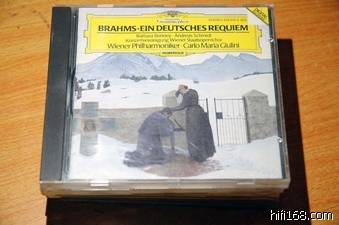 BRAHMS·EIN DEUTSCHES REQUIEM
Barbara Bonney · Andreas Schmidt
Konzertvereinigung Wiener Staatsopernchor
Wiener Philharmoniker · Carlo Maria Giulini
hifi168.com